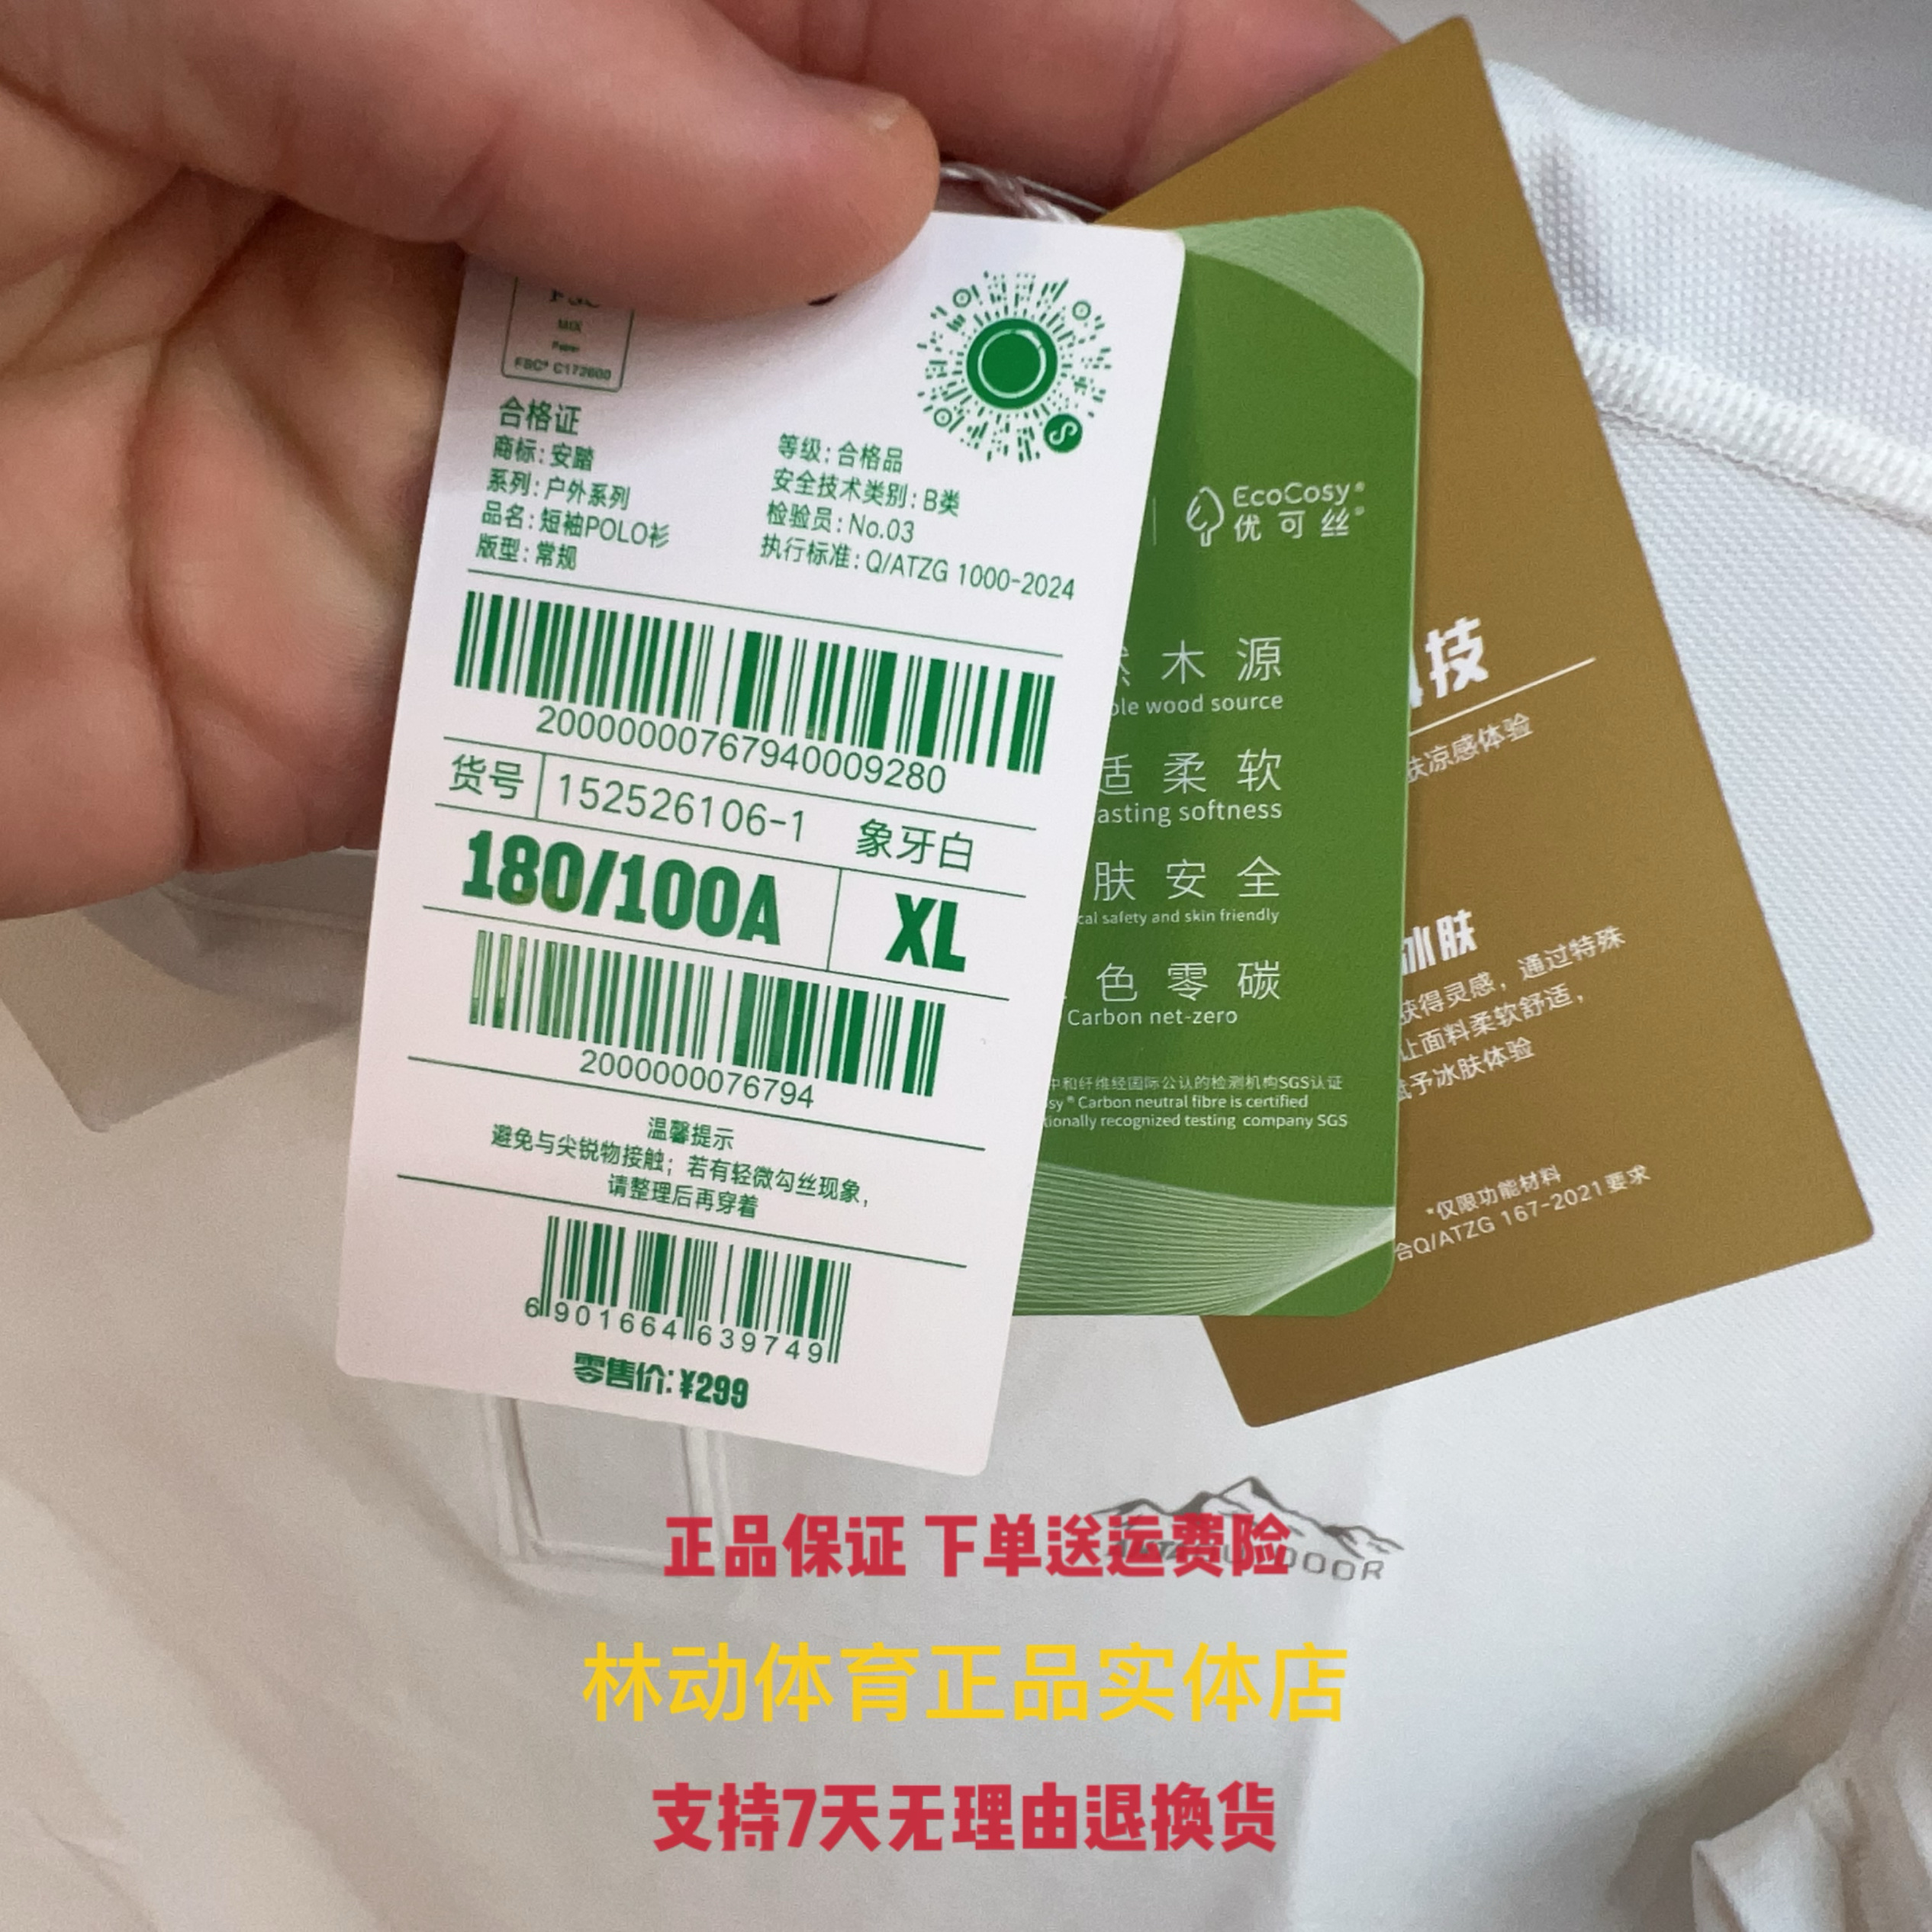 MIX
Paper
FSC® C172600
合格证
商标:安踏
系列:户外系列
品名:短袖POLO衫
版型:常规
等级:合格品
安全技术类别:B类
检验员:No.03
执行标准:Q/ATZG 1000-2024
200000007679400092​80
货号 152526106-1 象牙白
180/100A XL
2000000076794
温馨提示
避免与尖锐物接触;若有轻微勾丝现象,
请整理后再穿着
6901664639749
零售价:¥299
EcoCosy®
优可丝®
木源
wood source
适柔软
asting softness
肤安全
cal safety and skin friendly
色零碳
Carbon net-zero
中和纤维经国际公认的检测机构SGS认证
sy® Carbon neutral fibre is certified
tionally recognized testing company SGS
技
肤凉感体验
冰肤
获得灵感,通过特殊
让面料柔软舒适,
赋予冰肤体验
*仅限功能材料
合Q/ATZG 167-2021要求
正品保证 下单送运费险
林动体育正品实体店
支持7天无理由退换货